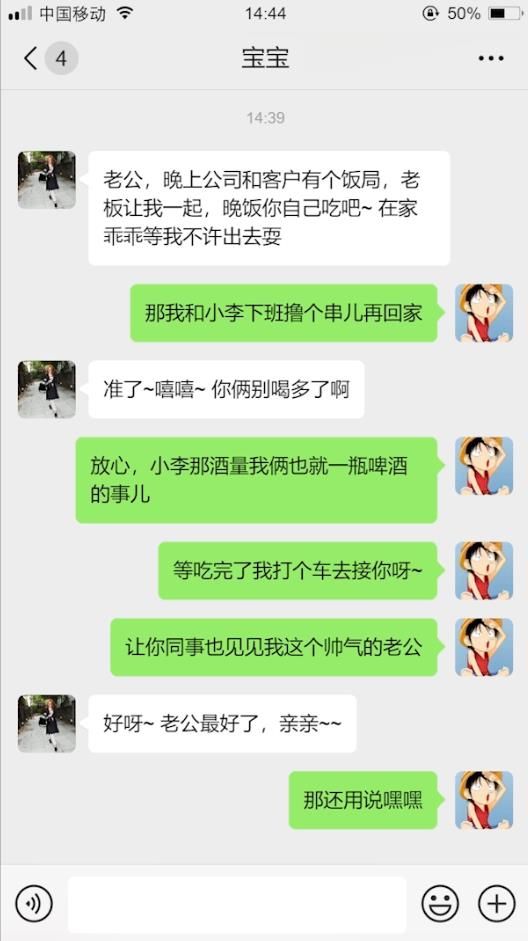 中国移动 14:44 50%
4 宝宝
14:39
老公，晚上公司和客户有个饭局，老
板让我一起，晚饭你自己吃吧~ 在家
乖乖等我不许出去耍
那我和小李下班撸个串儿再回家
准了~嘻嘻~ 你俩别喝多了啊
放心，小李那酒量我俩也就一瓶啤酒
的事儿
等吃完了我打个车去接你呀~
让你同事也见见我这个帅气的老公
好呀~ 老公最好了，亲亲~~
那还用说嘿嘿